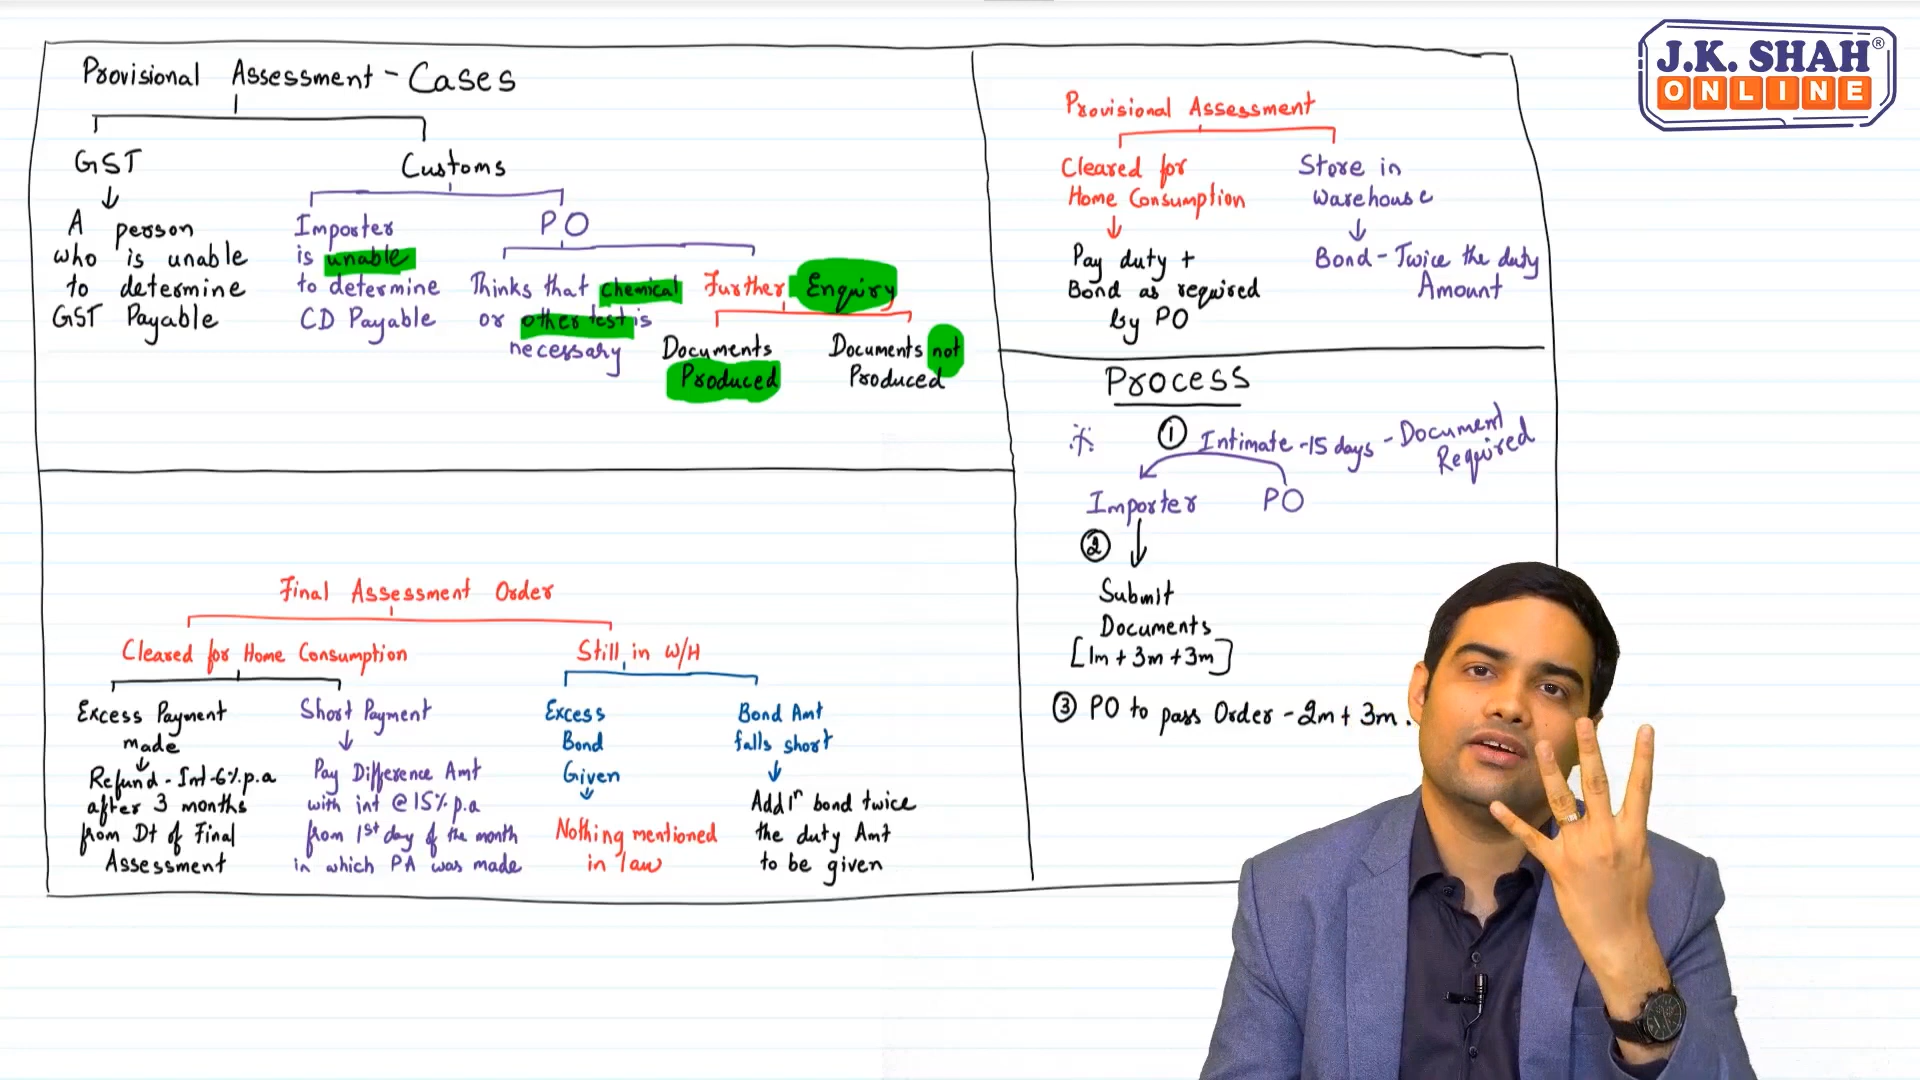 Provisional Assessment - Cases
GST
A person
who is unable
to determine
GST Payable
Customs
Importer
is unable
to determine
CD Payable
PO
Thinks that chemical
or other test is
necessary
Further Enquiry
Documents
Produced
Documents not
Produced
Provisional Assessment
Cleared for
Home Consumption
Pay duty +
Bond as required
by PO
Store in
Warehouse
Bond - Twice the duty
Amount
Process
① Intimate - 15 days - Document
Required
Importer PO
②
Submit
Documents
[1m + 3m + 3m]
③ PO to pass Order - 2m + 3m.
Final Assessment Order
Cleared for Home Consumption
Excess Payment
made
Refund - Int - 6% p.a
after 3 months
from Dt of Final
Assessment
Short Payment
Pay Difference Amt
with int @ 15% p.a
from 1st day of the month
in which PA was made
Still in W/H
Excess
Bond
Given
Nothing mentioned
in law
Bond Amt
falls short
Addln bond twice
the duty Amt
to be given
J.K. SHAH®
ONLINE